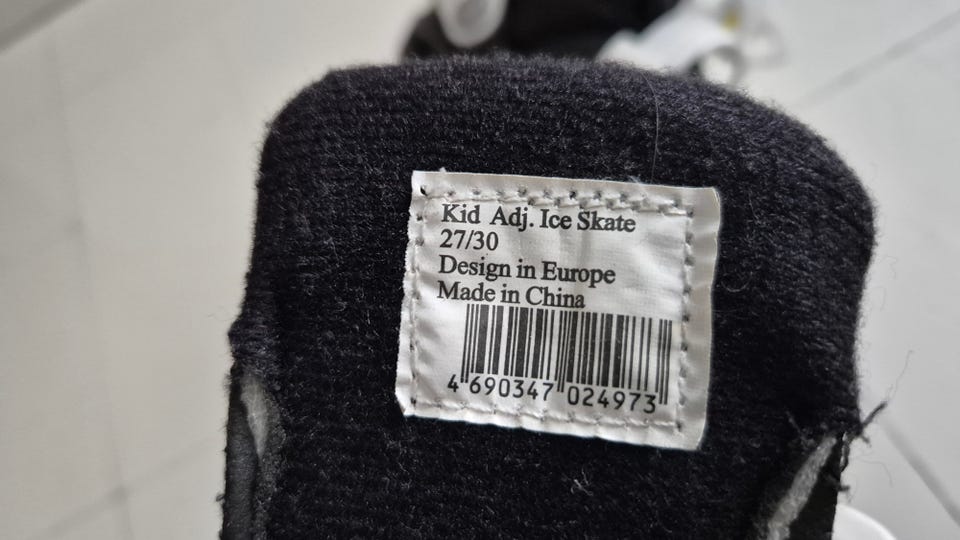 Kid Adj. Ice Skate
27/30
Design in Europe
Made in China
4 690347 024973